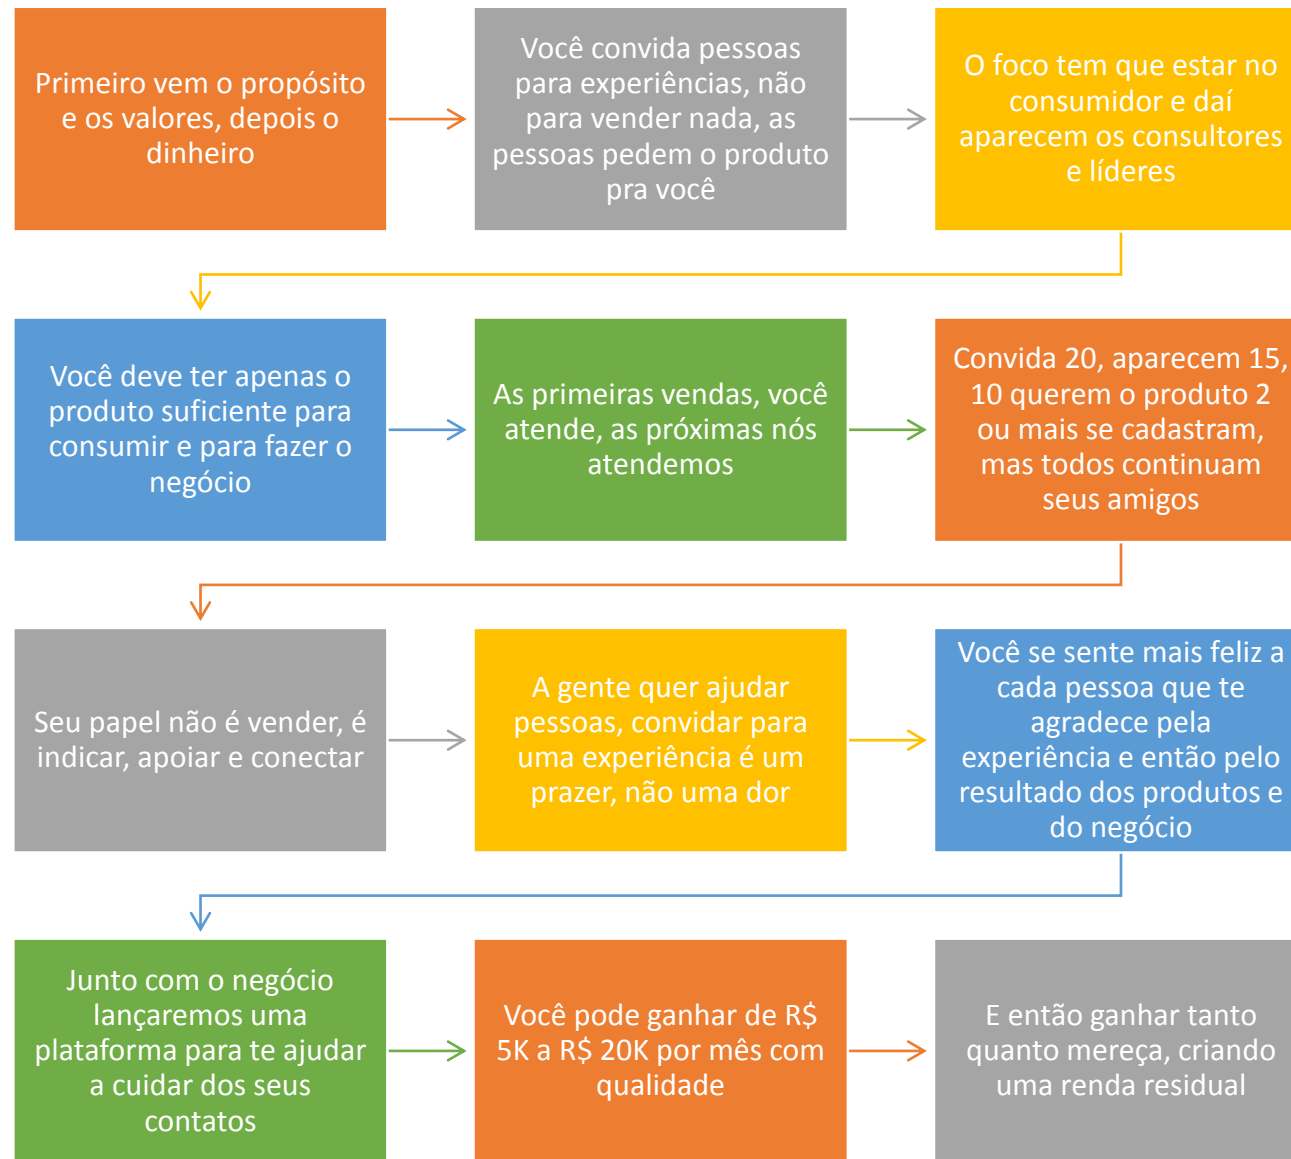 Primeiro vem o propósito
e os valores, depois o
dinheiro
Você convida pessoas
para experiências, não
para vender nada, as
pessoas pedem o produto
pra você
O foco tem que estar no
consumidor e daí
aparecem os consultores
e líderes
Você deve ter apenas o
produto suficiente para
consumir e para fazer o
negócio
As primeiras vendas, você
atende, as próximas nós
atendemos
Convida 20, aparecem 15,
10 querem o produto 2
ou mais se cadastram,
mas todos continuam
seus amigos
Seu papel não é vender, é
indicar, apoiar e conectar
A gente quer ajudar
pessoas, convidar para
uma experiência é um
prazer, não uma dor
Você se sente mais feliz a
cada pessoa que te
agradece pela
experiência e então pelo
resultado dos produtos e
do negócio
Junto com o negócio
lançaremos uma
plataforma para te ajudar
a cuidar dos seus
contatos
Você pode ganhar de R$
5K a R$ 20K por mês com
qualidade
E então ganhar tanto
quanto mereça, criando
uma renda residual